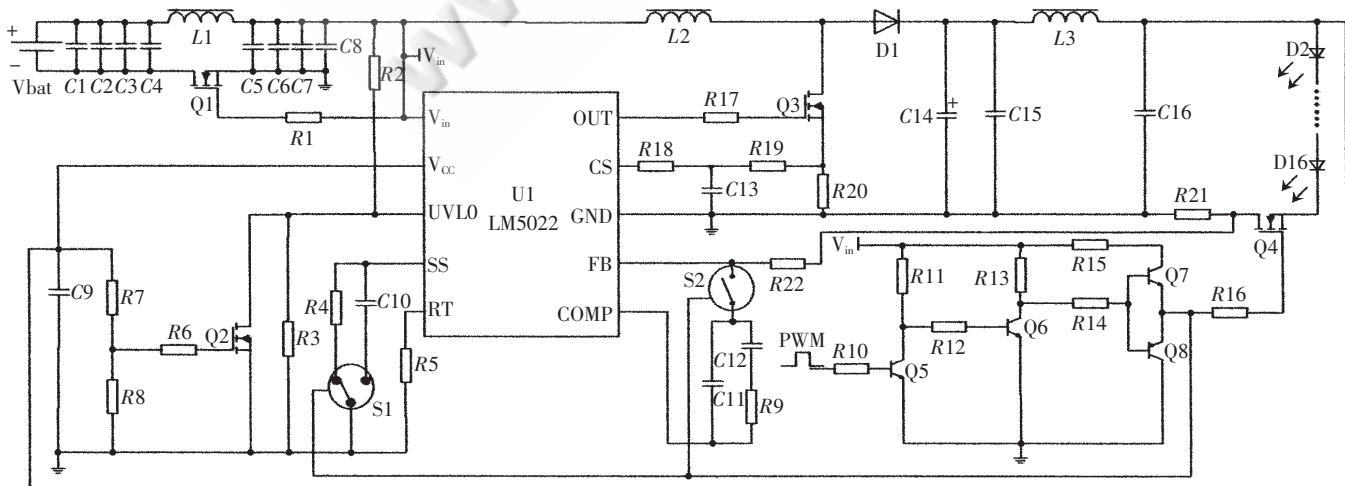 L1
L2
D1
L3
+
−
Vbat
C1
C2
C3
C4
Q1
C5
C6
C7
C8
R2
Vin
R1
Vin
VCC
UVL0
SS
RT
U1
LM5022
OUT
CS
GND
FB
COMP
R17
Q3
R18
R19
C13
R20
C14
+
C15
C16
D2
D16
R21
Q4
R22
S2
C12
C11
R9
Vin
R11
R13
R15
Q7
R14
R16
Q6
R12
Q8
PWM
R10
Q5
C9
R7
R6
Q2
R8
R3
R4
C10
S1
R5